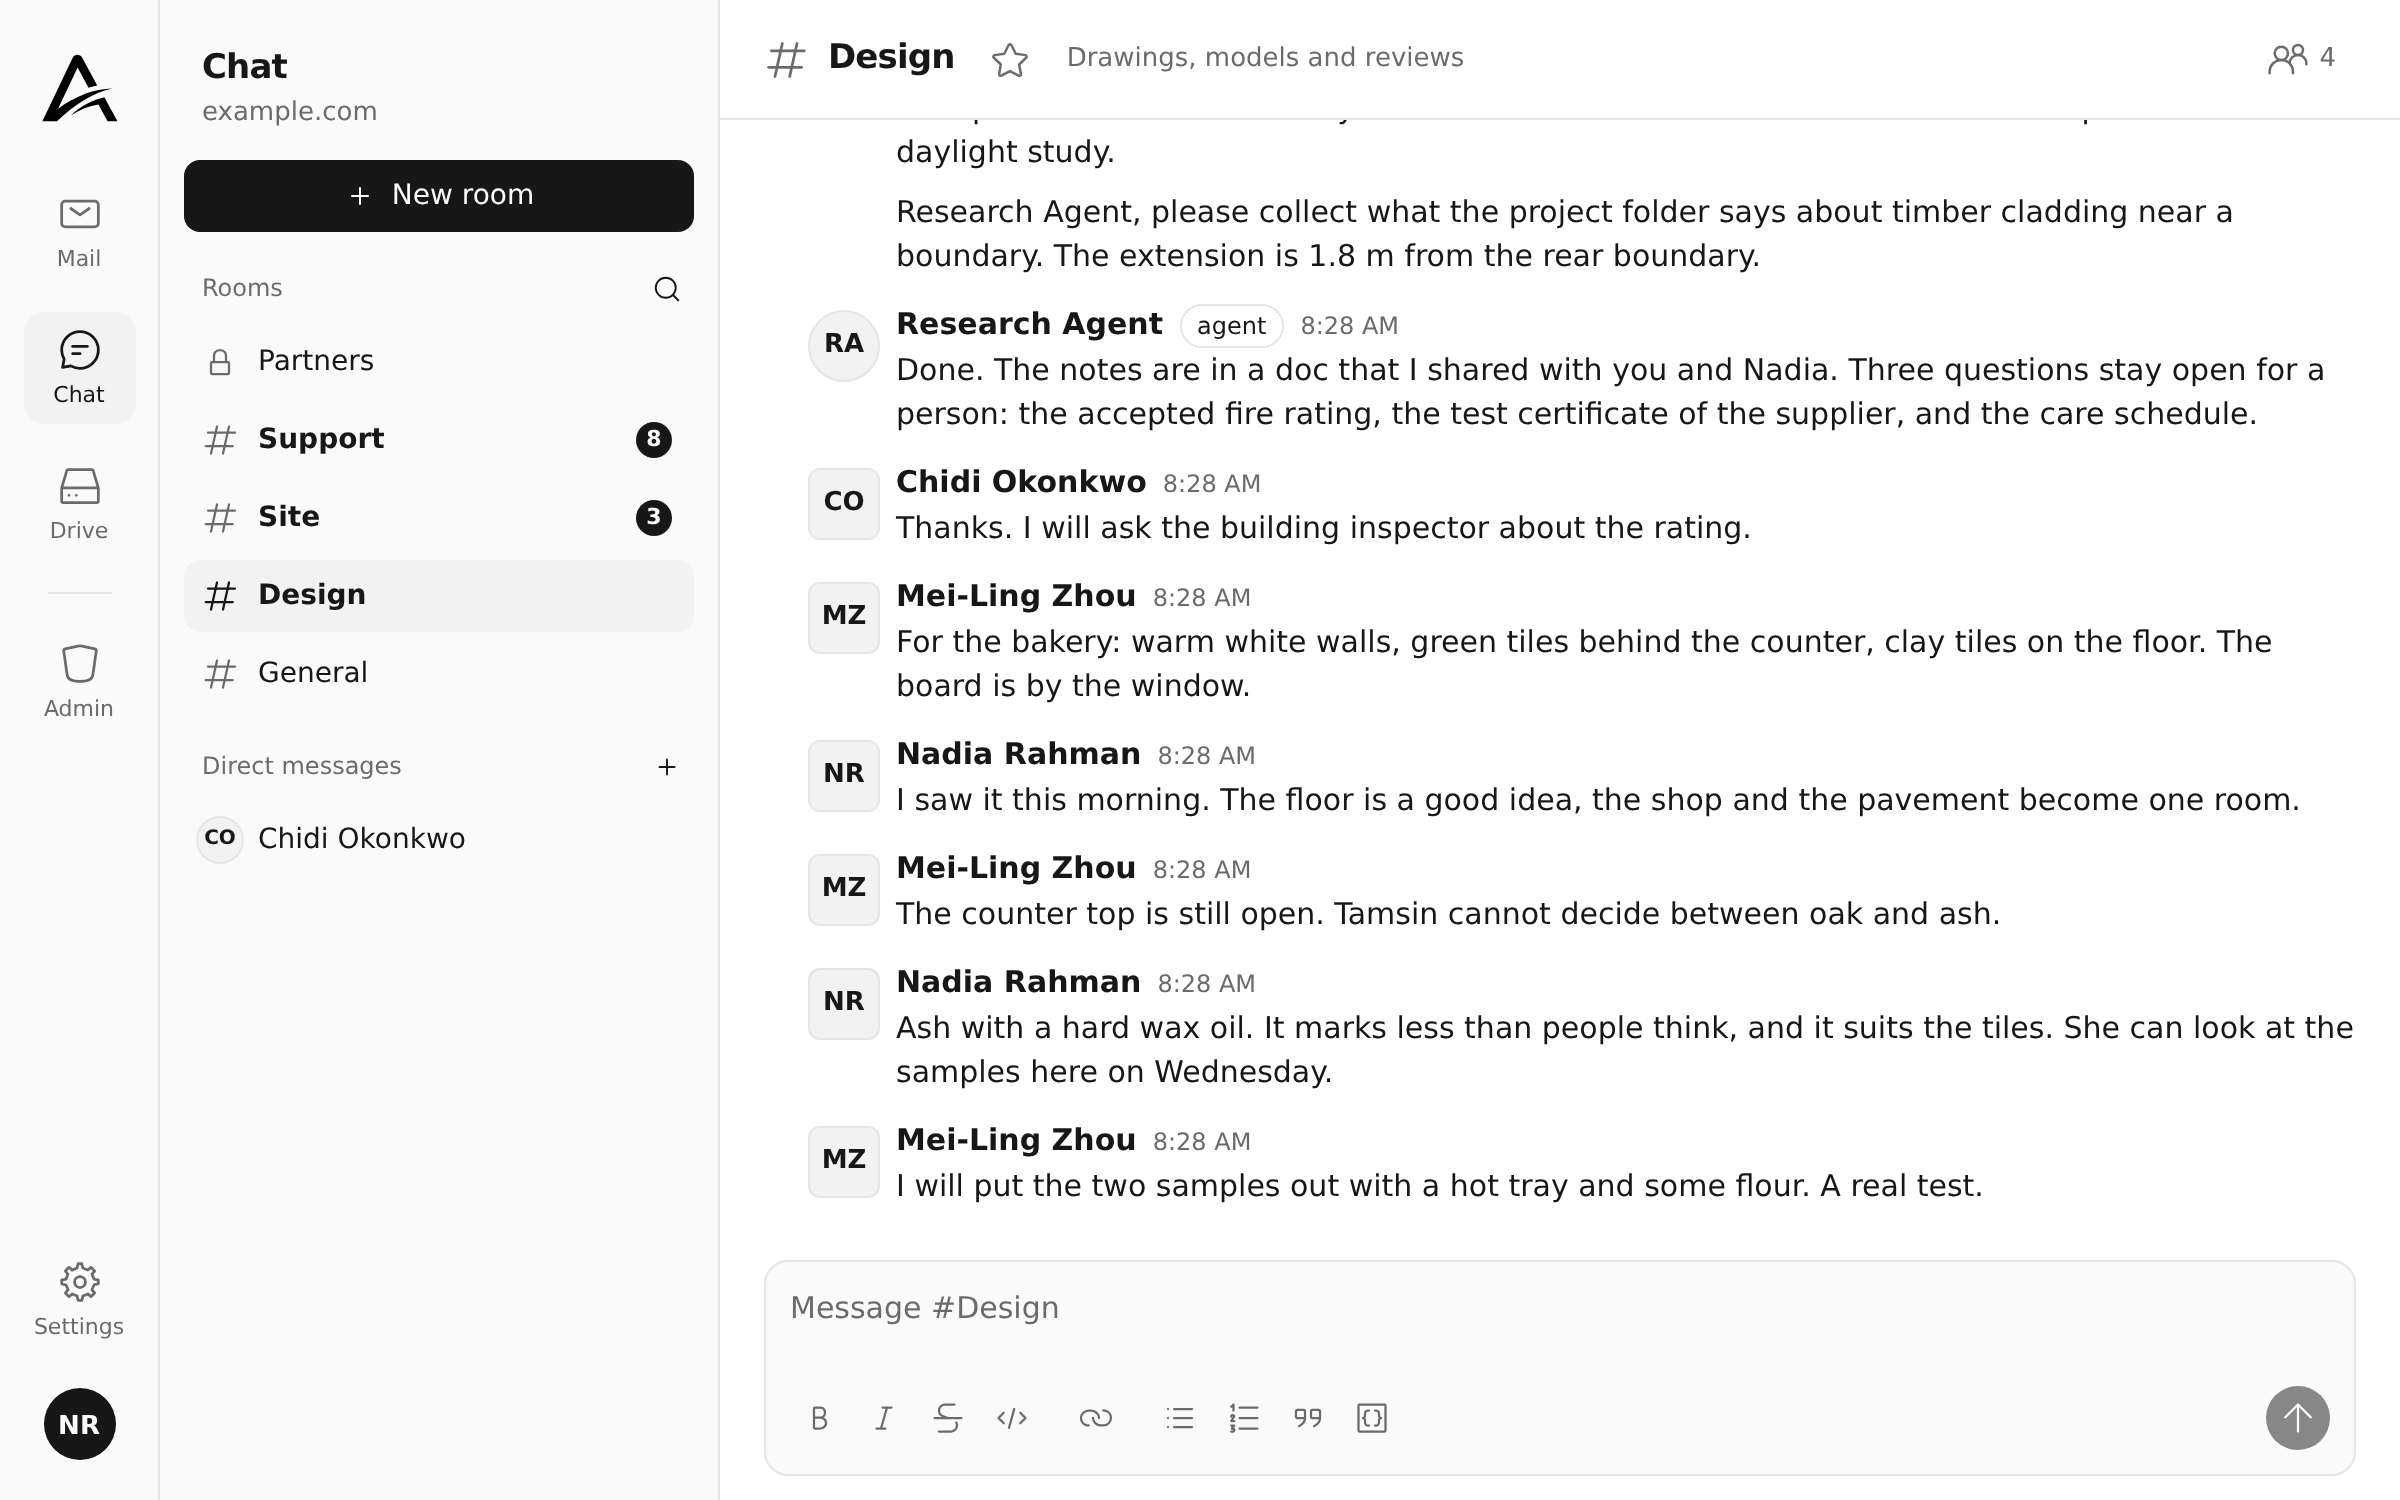 Mail
Chat
Drive
Admin
Settings
NR
Chat
example.com
+ New room
Rooms
Partners
Support 8
Site 3
Design
General
Direct messages +
CO Chidi Okonkwo
Design Drawings, models and reviews 4
daylight study.
Research Agent, please collect what the project folder says about timber cladding near a
boundary. The extension is 1.8 m from the rear boundary.
RA Research Agent agent 8:28 AM
Done. The notes are in a doc that I shared with you and Nadia. Three questions stay open for a
person: the accepted fire rating, the test certificate of the supplier, and the care schedule.
CO Chidi Okonkwo 8:28 AM
Thanks. I will ask the building inspector about the rating.
MZ Mei-Ling Zhou 8:28 AM
For the bakery: warm white walls, green tiles behind the counter, clay tiles on the floor. The
board is by the window.
NR Nadia Rahman 8:28 AM
I saw it this morning. The floor is a good idea, the shop and the pavement become one room.
MZ Mei-Ling Zhou 8:28 AM
The counter top is still open. Tamsin cannot decide between oak and ash.
NR Nadia Rahman 8:28 AM
Ash with a hard wax oil. It marks less than people think, and it suits the tiles. She can look at the
samples here on Wednesday.
MZ Mei-Ling Zhou 8:28 AM
I will put the two samples out with a hot tray and some flour. A real test.
Message #Design